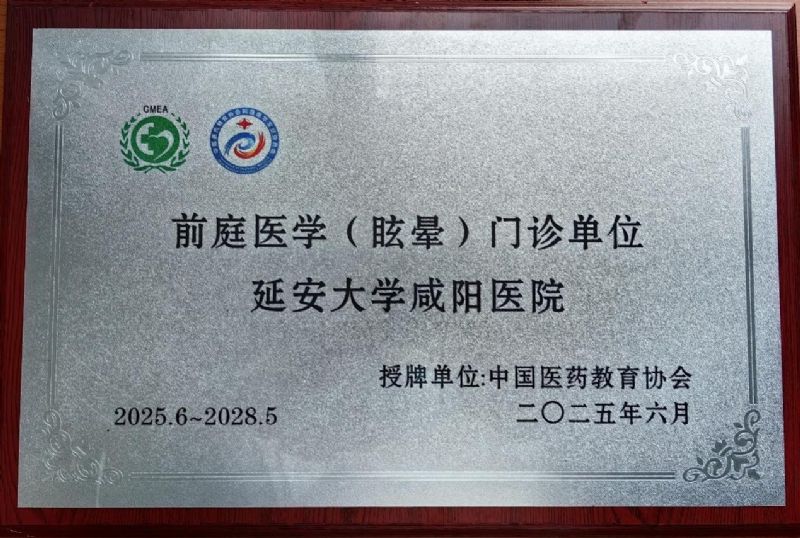 CMEA
前庭医学（眩晕）门诊单位
延安大学咸阳医院
授牌单位:中国医药教育协会
2025.6~2028.5
二〇二五年六月